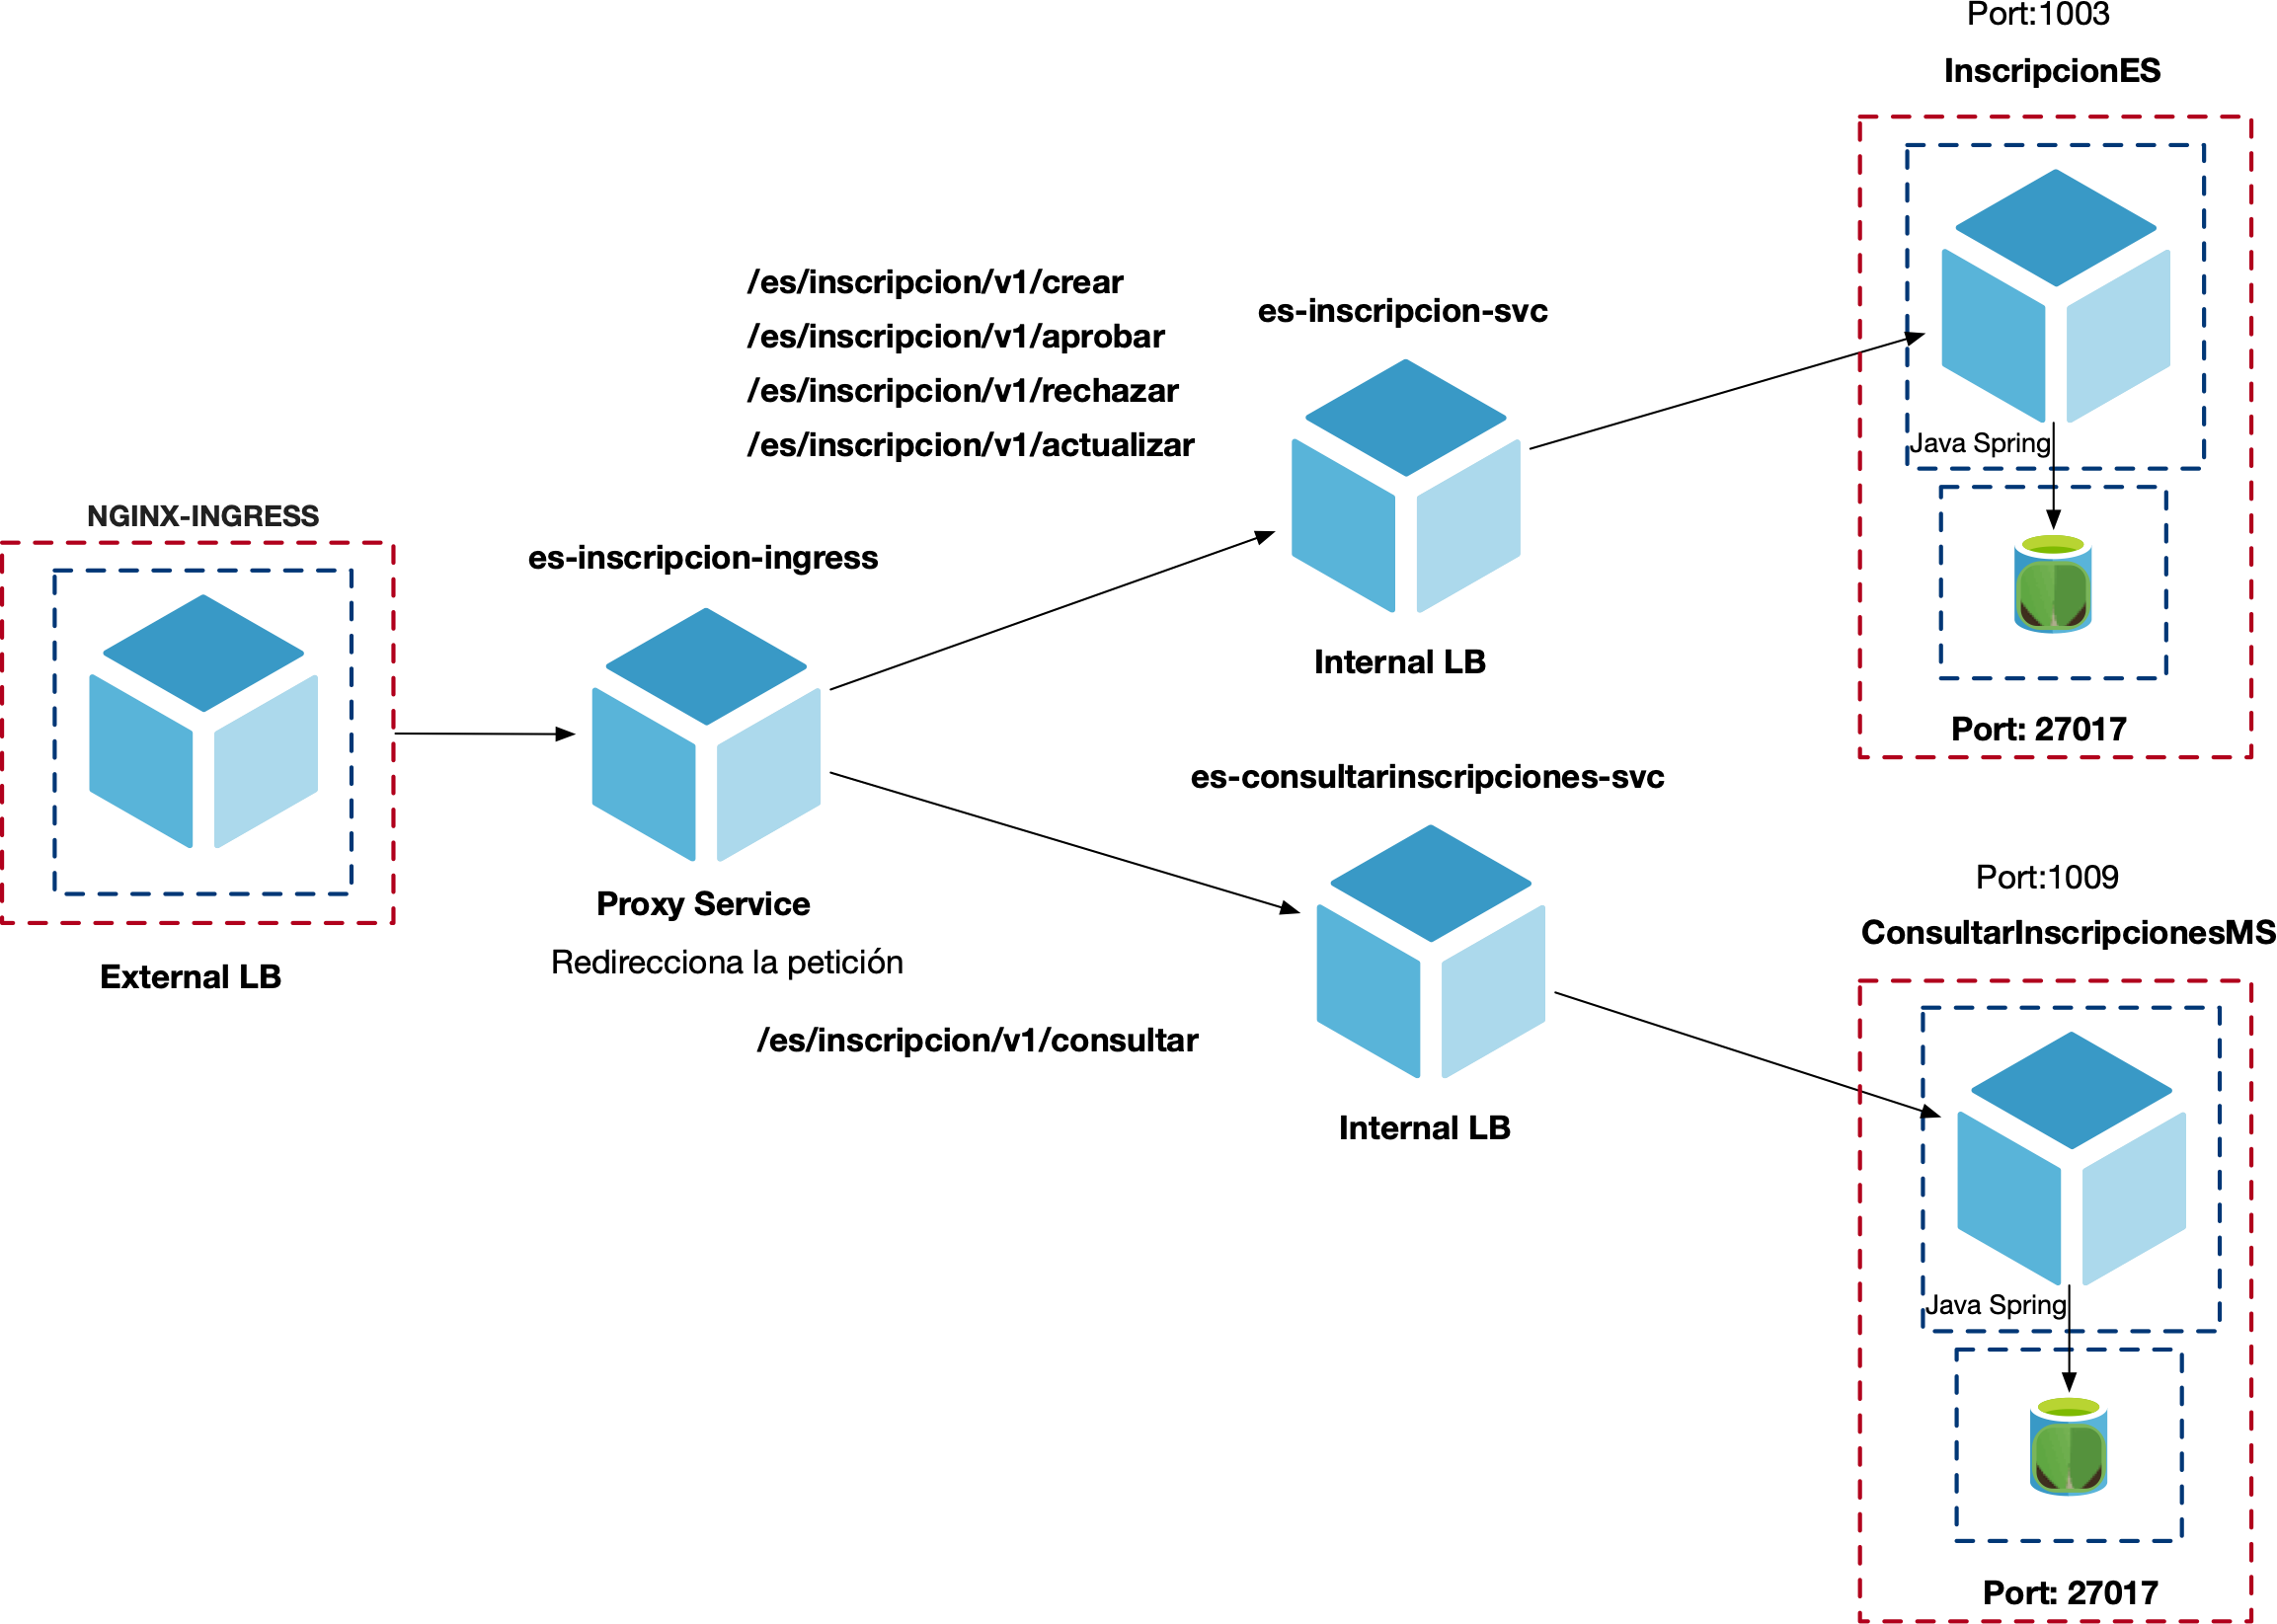 Port:1003
InscripcionES
/es/inscripcion/v1/crear
/es/inscripcion/v1/aprobar
/es/inscripcion/v1/rechazar
/es/inscripcion/v1/actualizar
es-inscripcion-svc
Java Spring
NGINX-INGRESS
es-inscripcion-ingress
Internal LB
Port: 27017
es-consultarinscripciones-svc
Port:1009
Proxy Service
ConsultarInscripcionesMS
External LB
Redirecciona la petición
/es/inscripcion/v1/consultar
Internal LB
Java Spring
Port: 27017